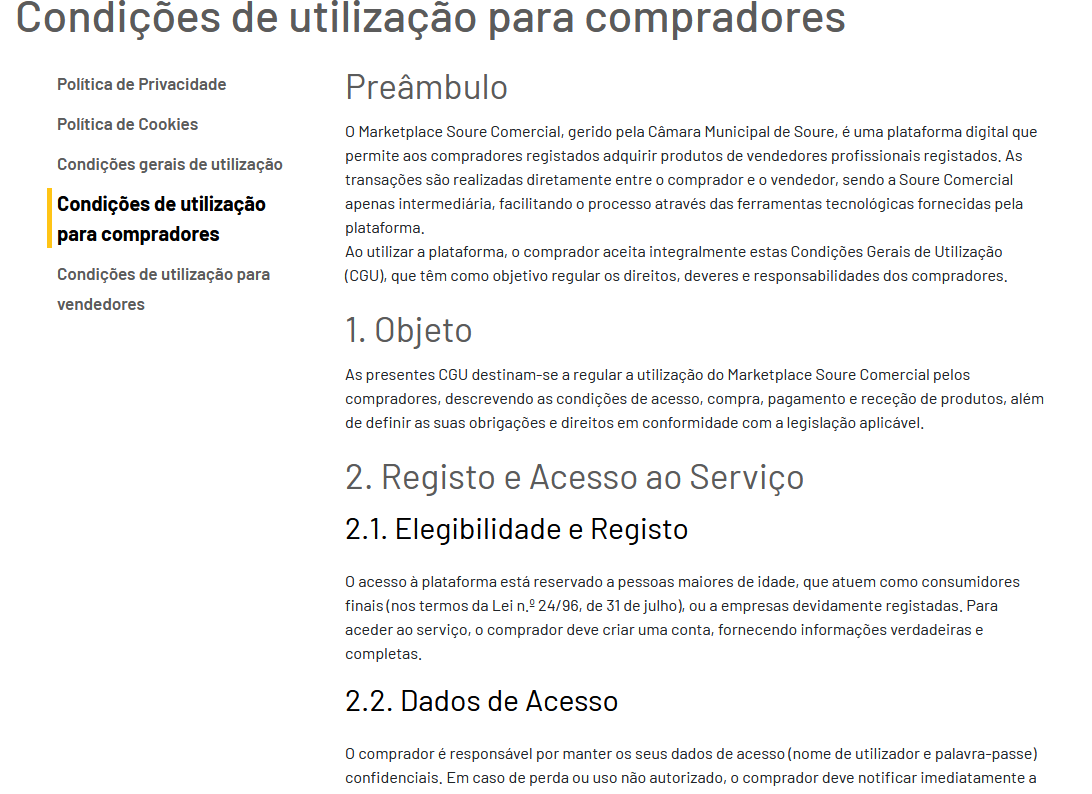 Condições de utilização para compradores
Política de Privacidade
Política de Cookies
Condições gerais de utilização
Condições de utilização
para compradores
Condições de utilização para
vendedores
Preâmbulo
O Marketplace Soure Comercial, gerido pela Câmara Municipal de Soure, é uma plataforma digital que
permite aos compradores registados adquirir produtos de vendedores profissionais registados. As
transações são realizadas diretamente entre o comprador e o vendedor, sendo a Soure Comercial
apenas intermediária, facilitando o processo através das ferramentas tecnológicas fornecidas pela
plataforma.
Ao utilizar a plataforma, o comprador aceita integralmente estas Condições Gerais de Utilização
(CGU), que têm como objetivo regular os direitos, deveres e responsabilidades dos compradores.
1. Objeto
As presentes CGU destinam-se a regular a utilização do Marketplace Soure Comercial pelos
compradores, descrevendo as condições de acesso, compra, pagamento e receção de produtos, além
de definir as suas obrigações e direitos em conformidade com a legislação aplicável.
2. Registo e Acesso ao Serviço
2.1. Elegibilidade e Registo
O acesso à plataforma está reservado a pessoas maiores de idade, que atuem como consumidores
finais (nos termos da Lei n.º 24/96, de 31 de julho), ou a empresas devidamente registadas. Para
aceder ao serviço, o comprador deve criar uma conta, fornecendo informações verdadeiras e
completas.
2.2. Dados de Acesso
O comprador é responsável por manter os seus dados de acesso (nome de utilizador e palavra-passe)
confidenciais. Em caso de perda ou uso não autorizado, o comprador deve notificar imediatamente a